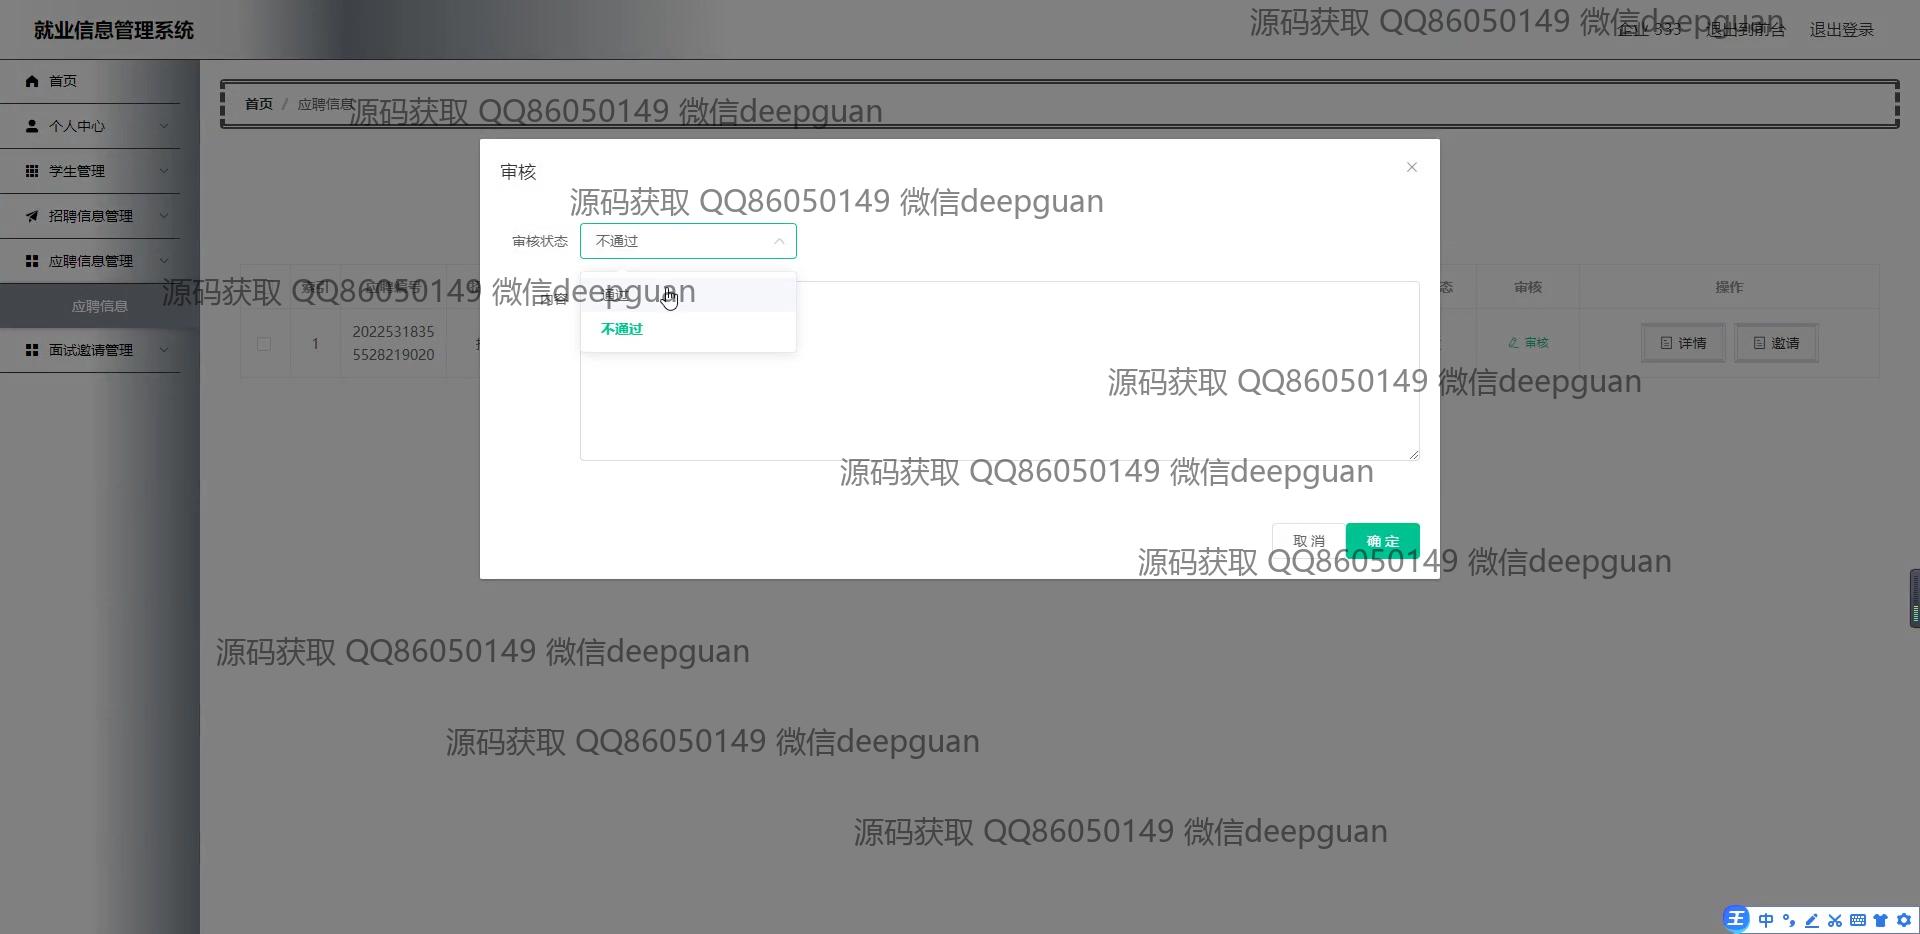 就业信息管理系统
源码获取 QQ86050149 微信deepguan
企业 333 退出到前台 退出登录
首页
首页 / 应聘信息
源码获取 QQ86050149 微信deepguan
个人中心
学生管理
招聘信息管理
应聘信息管理
应聘信息
面试邀请管理
审核
源码获取 QQ86050149 微信deepguan
审核状态 不通过
源码获取 QQ86050149 微信deepguan
索引 应聘编号
内容
通过
不通过
态 审核 操作
1
2022531835
5528219020
审核 详情 邀请
源码获取 QQ86050149 微信deepguan
源码获取 QQ86050149 微信deepguan
取消 确定
源码获取 QQ86050149 微信deepguan
源码获取 QQ86050149 微信deepguan
源码获取 QQ86050149 微信deepguan
源码获取 QQ86050149 微信deepguan
王 中